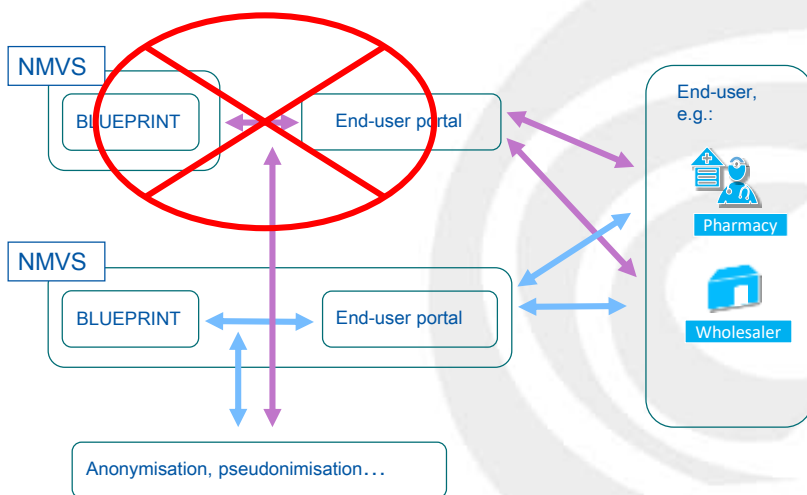 NMVS
BLUEPRINT
End-user portal
End-user,
e.g.:
Pharmacy
NMVS
BLUEPRINT
End-user portal
Wholesaler
Anonymisation, pseudonimisation…